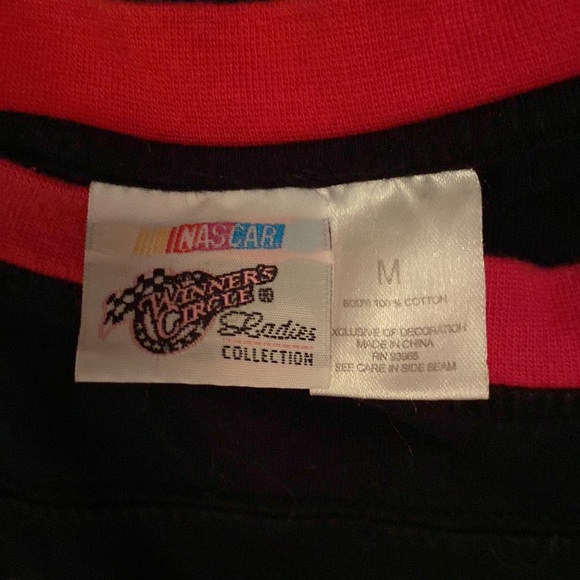 NASCAR
WINNER'S
CIRCLE
Ladies
COLLECTION
M
BODY 100% COTTON
XCLUSIVE OF DECORATION
MADE IN CHINA
RN 93965
SEE CARE IN SIDE SEAM